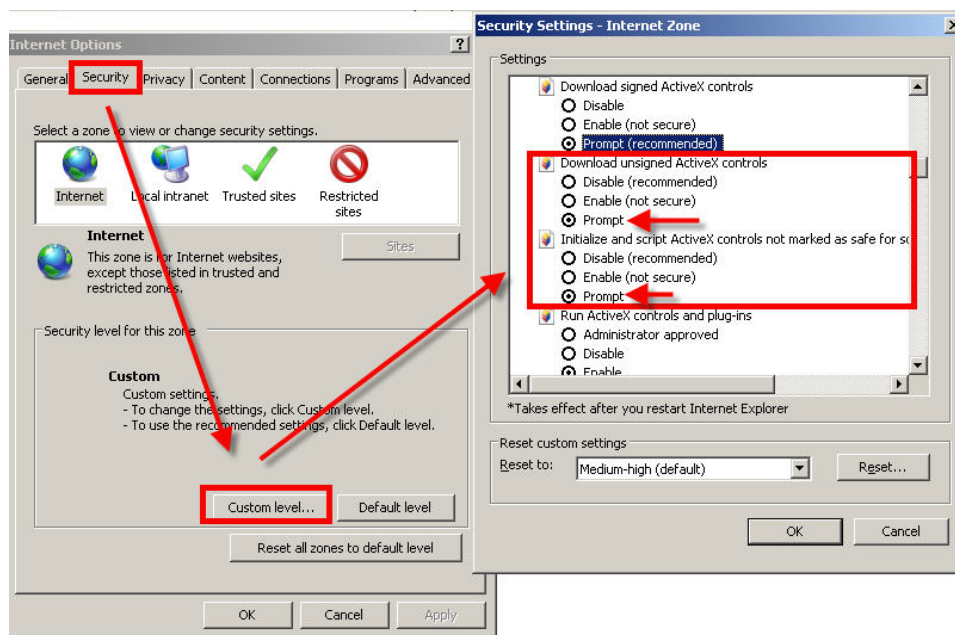 Internet Options
?
General Security Privacy Content Connections Programs Advanced
Select a zone to view or change security settings.
Internet
Local intranet
Trusted sites
Restricted
sites
Internet
This zone is for Internet websites,
except those listed in trusted and
restricted zones.
Sites
Security level for this zone
Custom
Custom settings.
- To change the settings, click Custom level.
- To use the recommended settings, click Default level.
Custom level...
Default level
Reset all zones to default level
OK
Cancel
Apply
Security Settings - Internet Zone
Settings
Download signed ActiveX controls
Disable
Enable (not secure)
Prompt (recommended)
Download unsigned ActiveX controls
Disable (recommended)
Enable (not secure)
Prompt
Initialize and script ActiveX controls not marked as safe for sc
Disable (recommended)
Enable (not secure)
Prompt
Run ActiveX controls and plug-ins
Administrator approved
Disable
Enable
*Takes effect after you restart Internet Explorer
Reset custom settings
Reset to:
Medium-high (default)
Reset...
OK
Cancel